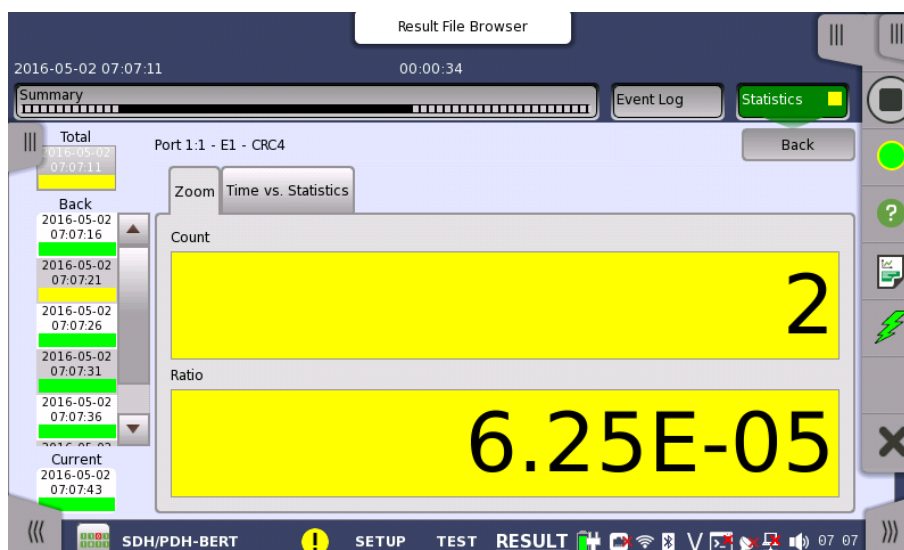 Result File Browser
2016-05-02 07:07:11
00:00:34
Summary
Event Log
Statistics
Total
2016-05-02
07:07:11
Port 1:1 - E1 - CRC4
Back
Zoom
Time vs. Statistics
Back
2016-05-02
07:07:16
2016-05-02
07:07:21
2016-05-02
07:07:26
2016-05-02
07:07:31
2016-05-02
07:07:36
Current
2016-05-02
07:07:43
Count
2
Ratio
6.25E-05
SDH/PDH-BERT
!
SETUP
TEST
RESULT
V
07 07